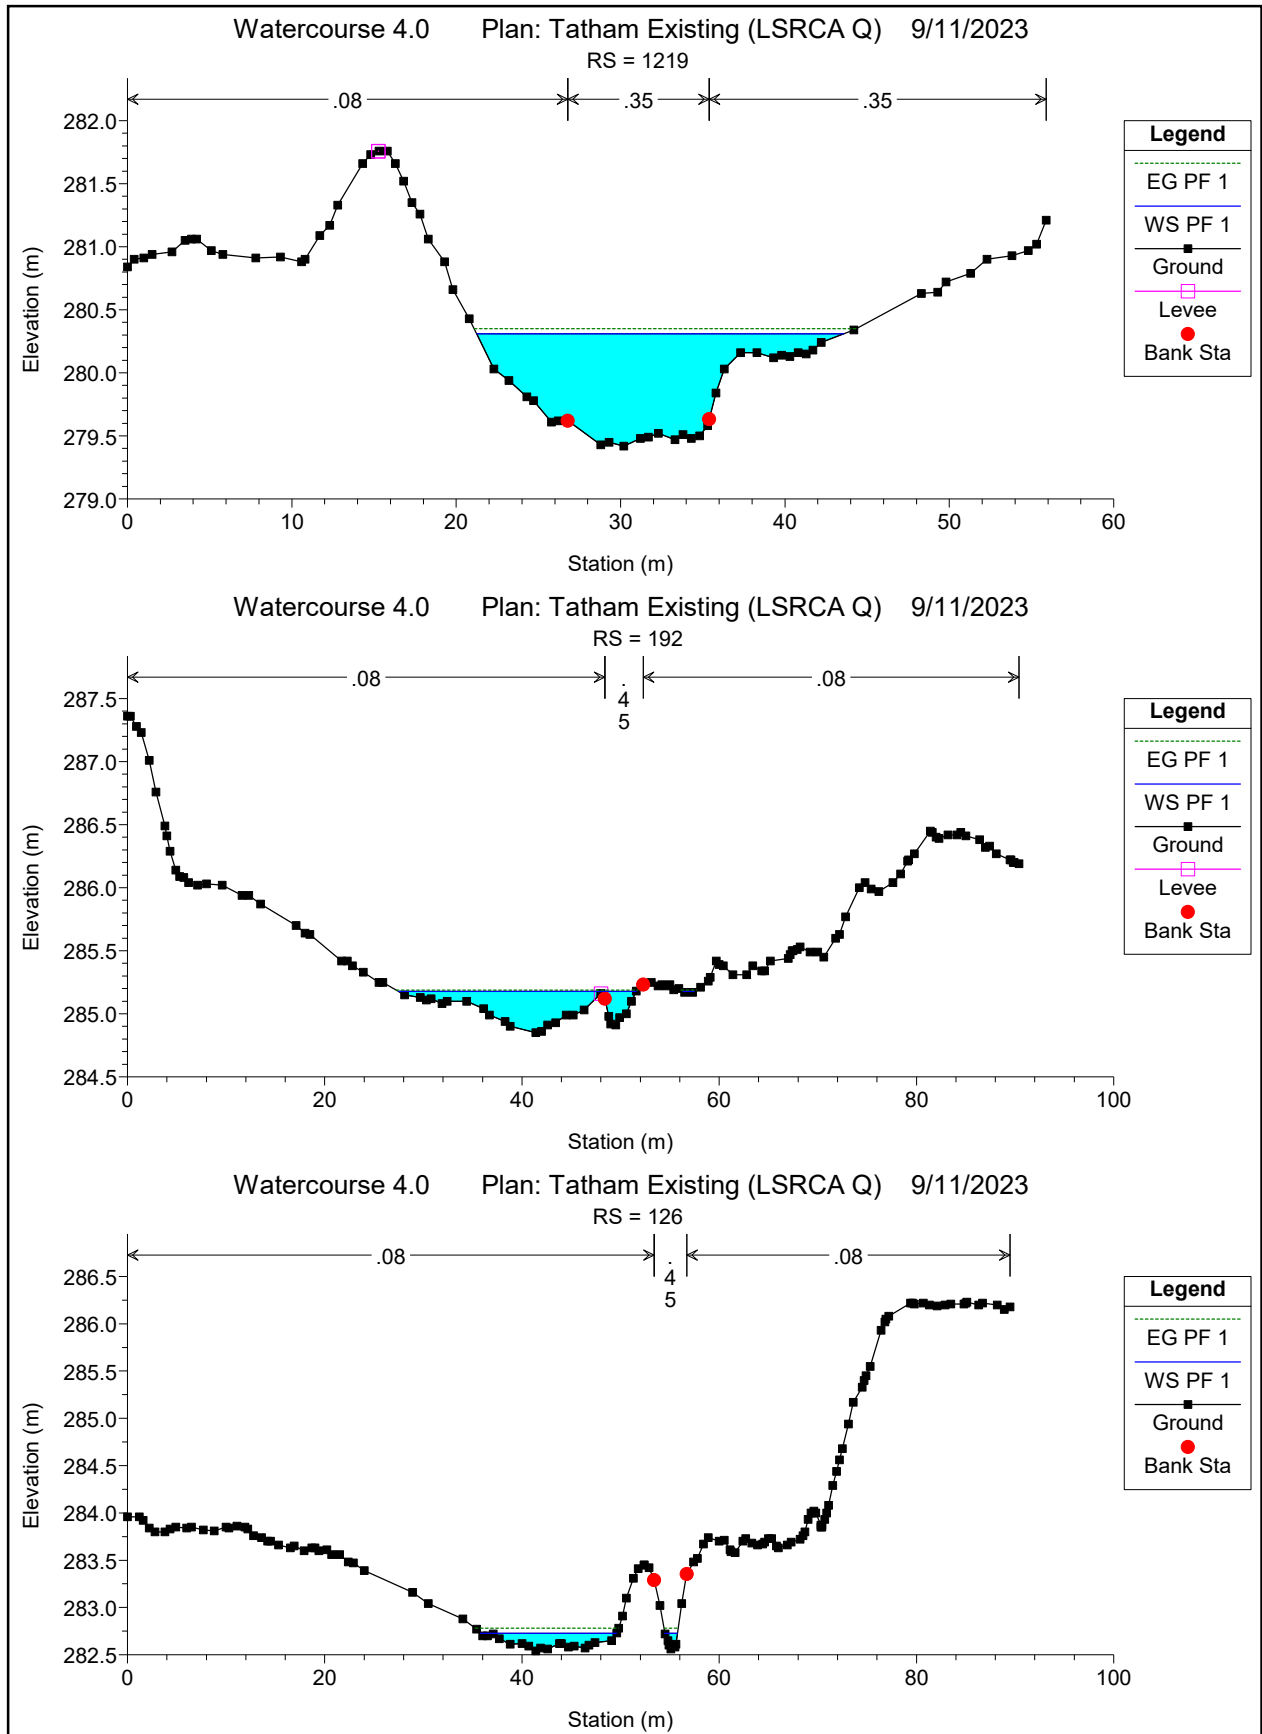 Watercourse 4.0 Plan: Tatham Existing (LSRCA Q) 9/11/2023
RS = 1219
.08 .35 .35
282.0
281.5
281.0
280.5
280.0
279.5
279.0
Elevation (m)
0 10 20 30 40 50 60
Station (m)
Legend
EG PF 1
WS PF 1
Ground
Levee
Bank Sta
Watercourse 4.0 Plan: Tatham Existing (LSRCA Q) 9/11/2023
RS = 192
.08 .45 .08
287.5
287.0
286.5
286.0
285.5
285.0
284.5
Elevation (m)
0 20 40 60 80 100
Station (m)
Legend
EG PF 1
WS PF 1
Ground
Levee
Bank Sta
Watercourse 4.0 Plan: Tatham Existing (LSRCA Q) 9/11/2023
RS = 126
.08 .45 .08
286.5
286.0
285.5
285.0
284.5
284.0
283.5
283.0
282.5
Elevation (m)
0 20 40 60 80 100
Station (m)
Legend
EG PF 1
WS PF 1
Ground
Bank Sta